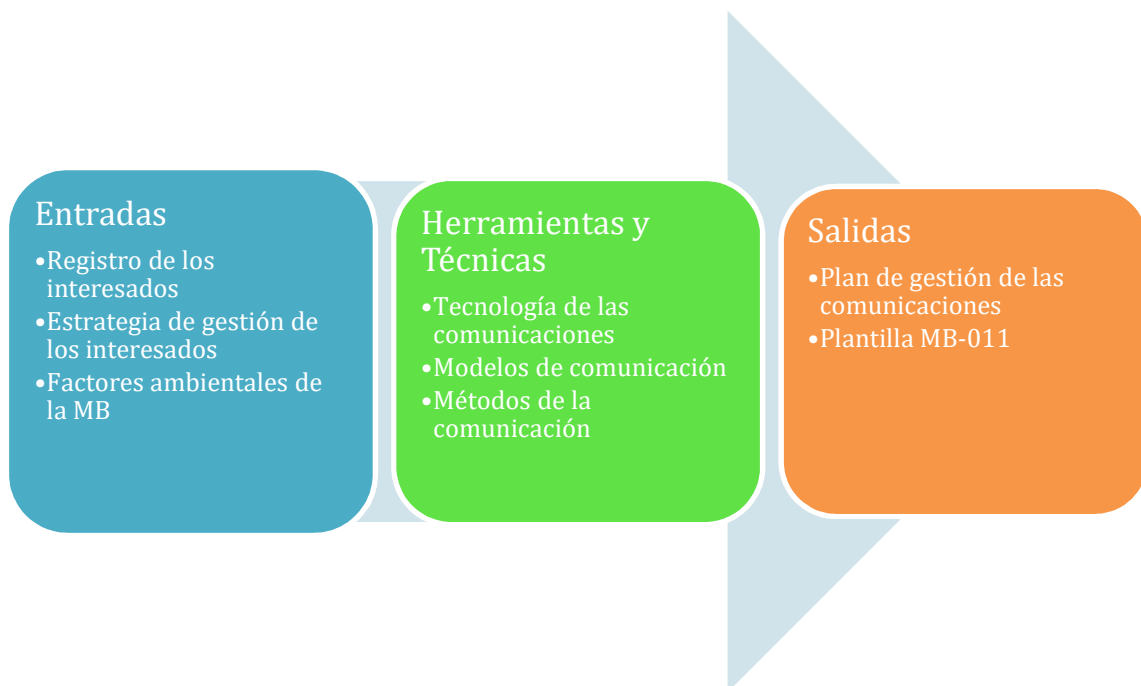 Entradas
•Registro de los
interesados
•Estrategia de gestión de
los interesados
•Factores ambientales de
la MB
Herramientas y
Técnicas
•Tecnología de las
comunicaciones
•Modelos de comunicación
•Métodos de la
comunicación
Salidas
•Plan de gestión de las
comunicaciones
•Plantilla MB-011